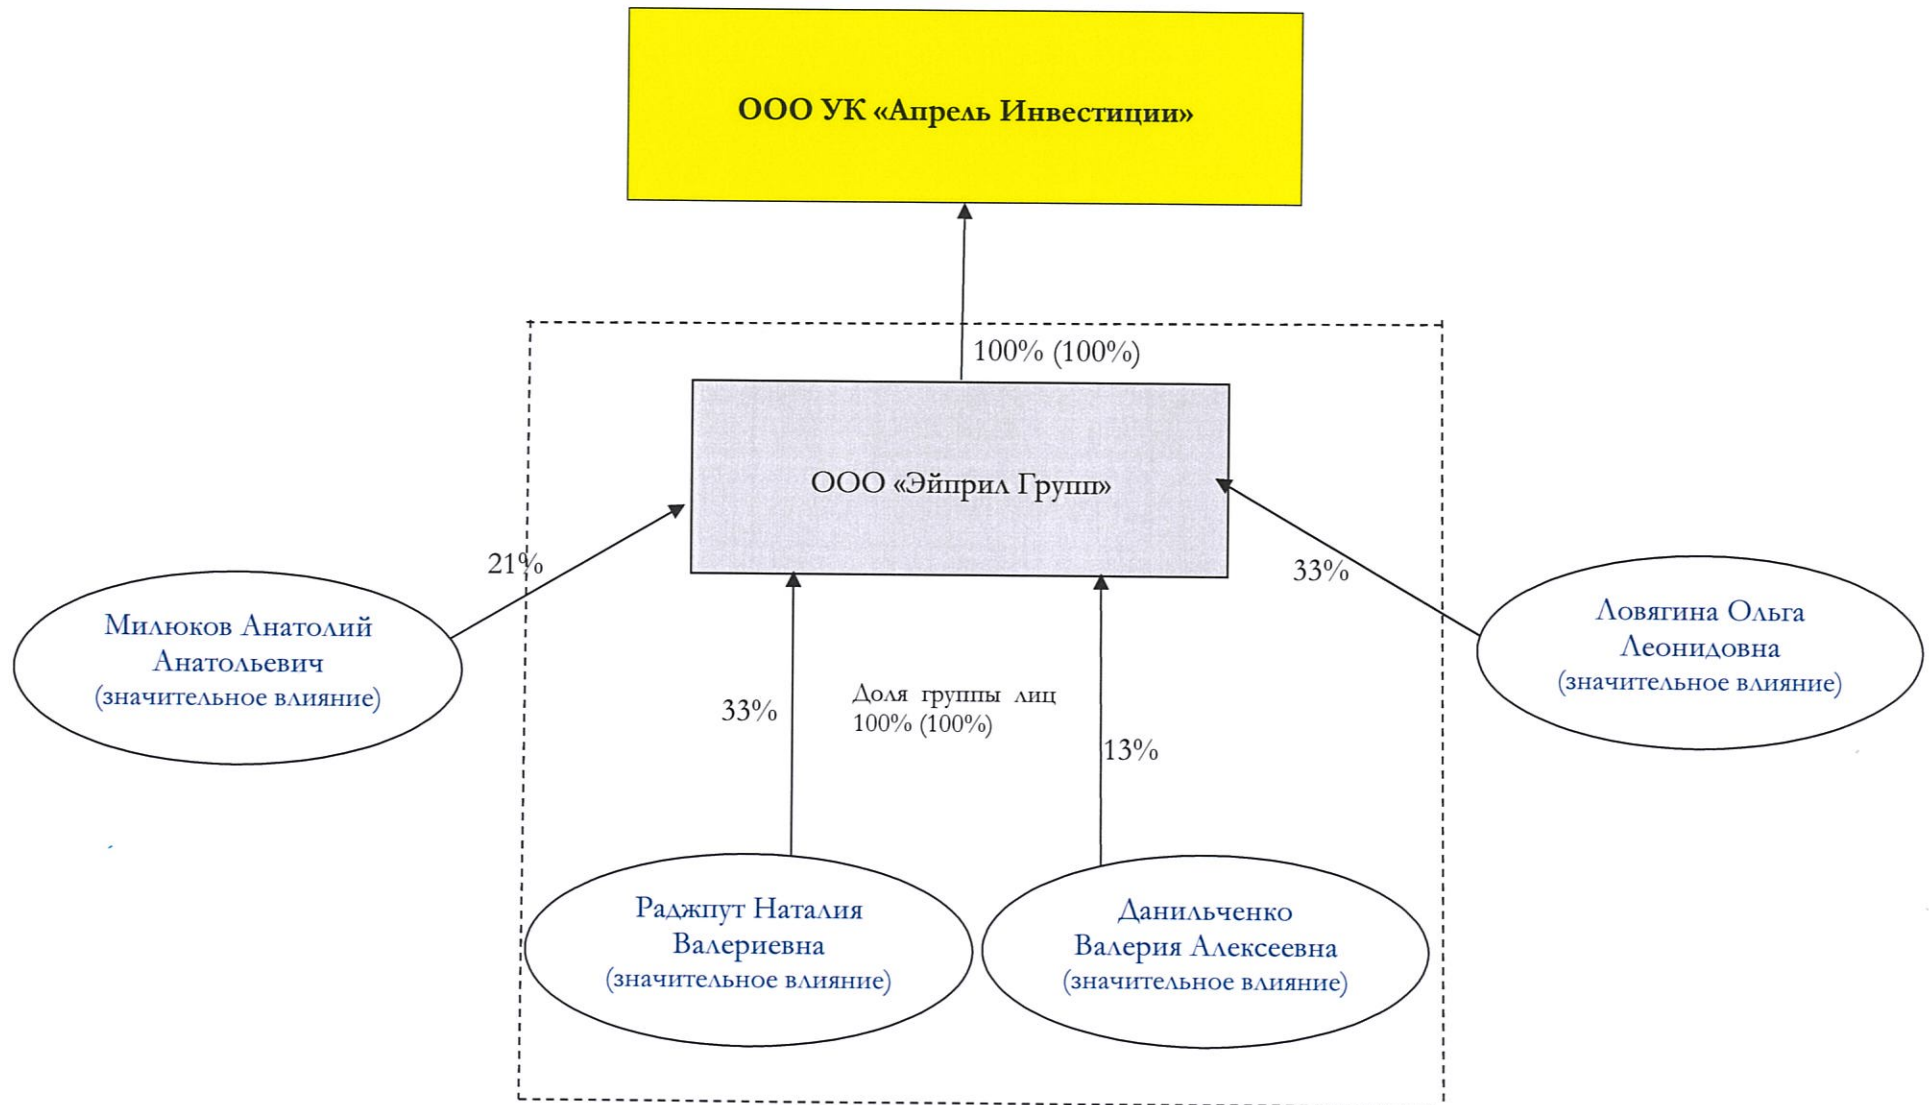 ООО УК «Апрель Инвестиции»
100% (100%)
ООО «Эйприл Групп»
21%
33%
Милюков Анатолий
Анатольевич
(значительное влияние)
Ловягина Ольга
Леонидовна
(значительное влияние)
33%
Доля группы лиц
100% (100%)
13%
Раджпут Наталия
Валериевна
(значительное влияние)
Данильченко
Валерия Алексеевна
(значительное влияние)